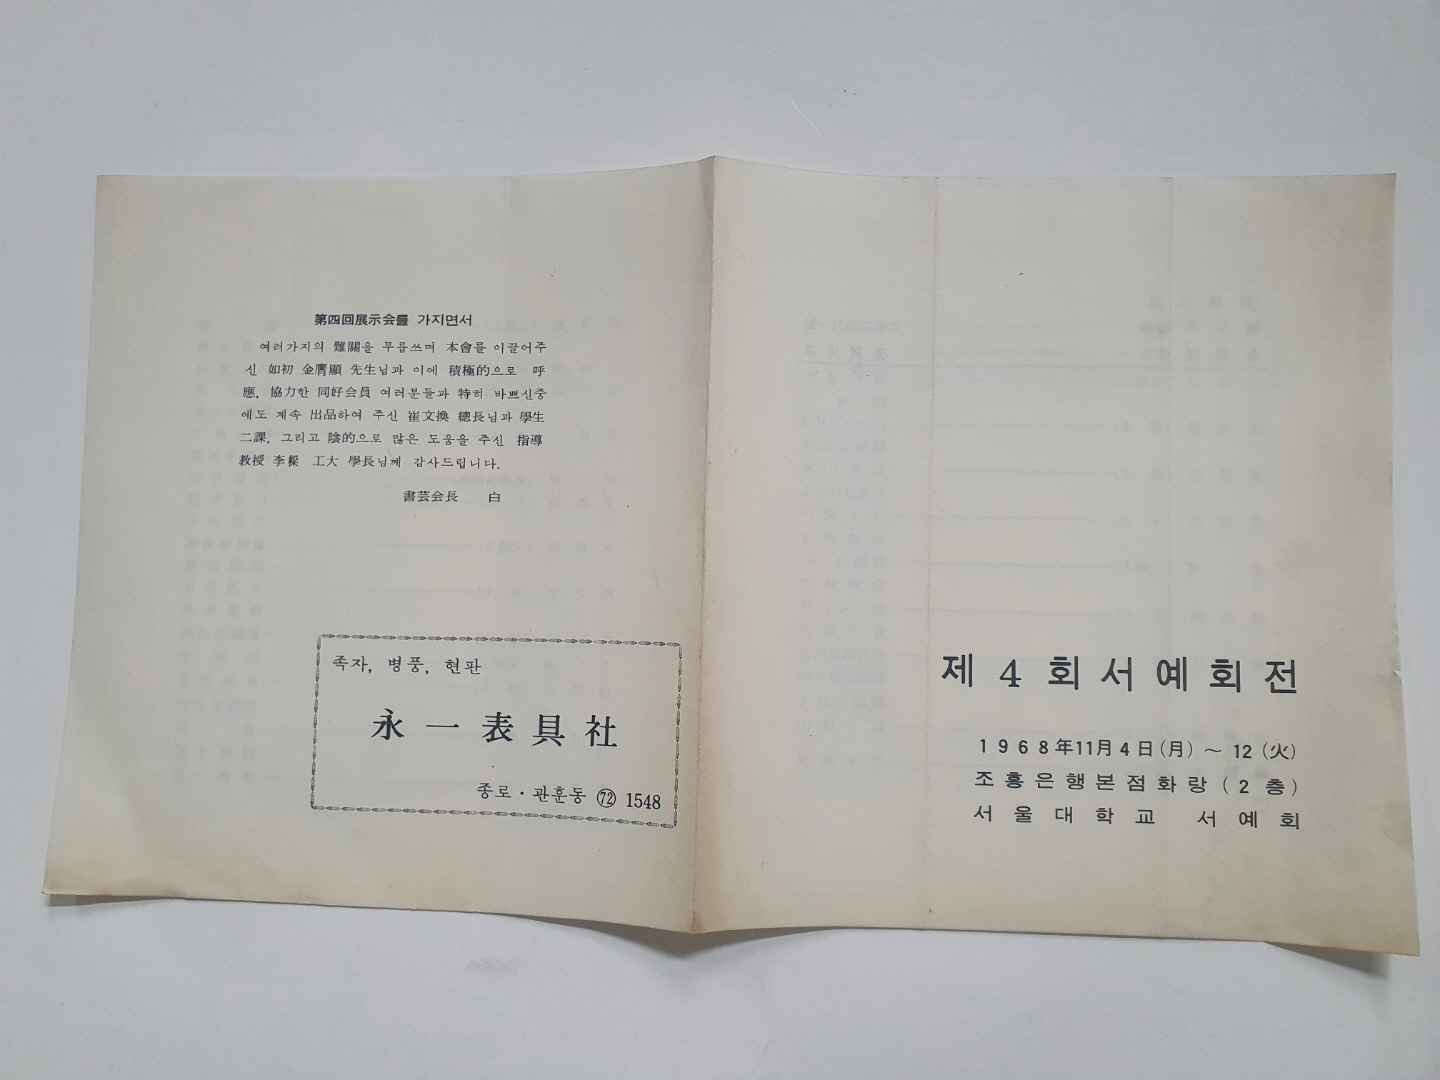 第四回展示会를 가지면서
여러가지의 難關을 무릅쓰며 本會를 이끌어주
신 如初 金膺顯 先生님과 이에 積極的으로 呼
應, 協力한 同好会員 여러분들과 特히 바쁘신중
에도 계속 出品하여 주신 崔文換 總長님과 學生
二課, 그리고 陰的으로 많은 도움을 주신 指導
教授 李樑 工大 學長님께 감사드립니다.
書芸会長 白
족자, 병풍, 현판
永一表具社
종로·관훈동 ㊆ 1548
제4회서예회전
1968年11月4日(月)~12(火)
조흥은행본점화랑(2층)
서울대학교 서예회